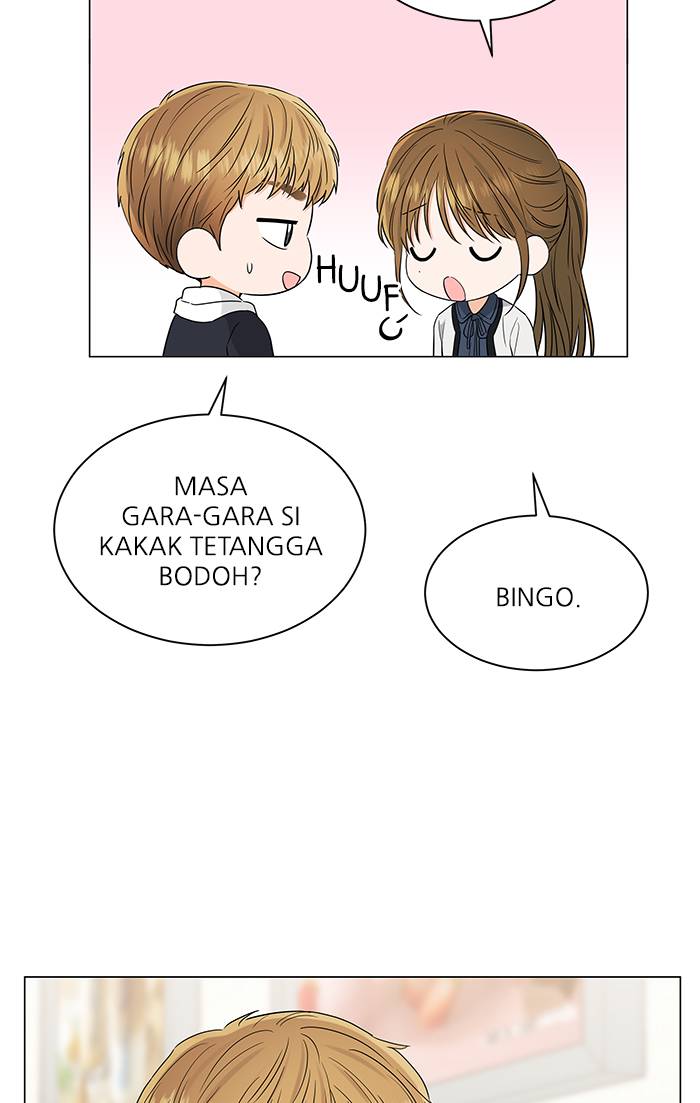 HUUF
MASA
GARA-GARA SI
KAKAK TETANGGA
BODOH?
BINGO.